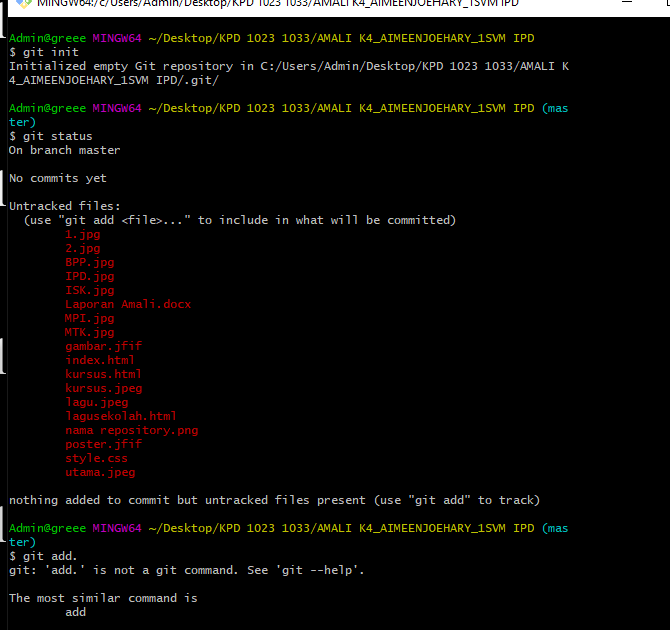 MINGW64:/c/Users/Admin/Desktop/KPD 1023 1033/AMALI K4_AIMEENJOEHARY_1SVM IPD
Admin@greee MINGW64 ~/Desktop/KPD 1023 1033/AMALI K4_AIMEENJOEHARY_1SVM IPD
$ git init
Initialized empty Git repository in C:/Users/Admin/Desktop/KPD 1023 1033/AMALI K
4_AIMEENJOEHARY_1SVM IPD/.git/
Admin@greee MINGW64 ~/Desktop/KPD 1023 1033/AMALI K4_AIMEENJOEHARY_1SVM IPD (mas
ter)
$ git status
On branch master
No commits yet
Untracked files:
(use "git add <file>..." to include in what will be committed)
1.jpg
2.jpg
BPP.jpg
IPD.jpg
ISK.jpg
Laporan Amali.docx
MPI.jpg
MTK.jpg
gambar.jfif
index.html
kursus.html
kursus.jpeg
lagu.jpeg
lagusekolah.html
nama repository.png
poster.jfif
style.css
utama.jpeg
nothing added to commit but untracked files present (use "git add" to track)
Admin@greee MINGW64 ~/Desktop/KPD 1023 1033/AMALI K4_AIMEENJOEHARY_1SVM IPD (mas
ter)
$ git add.
git: 'add.' is not a git command. See 'git --help'.
The most similar command is
add